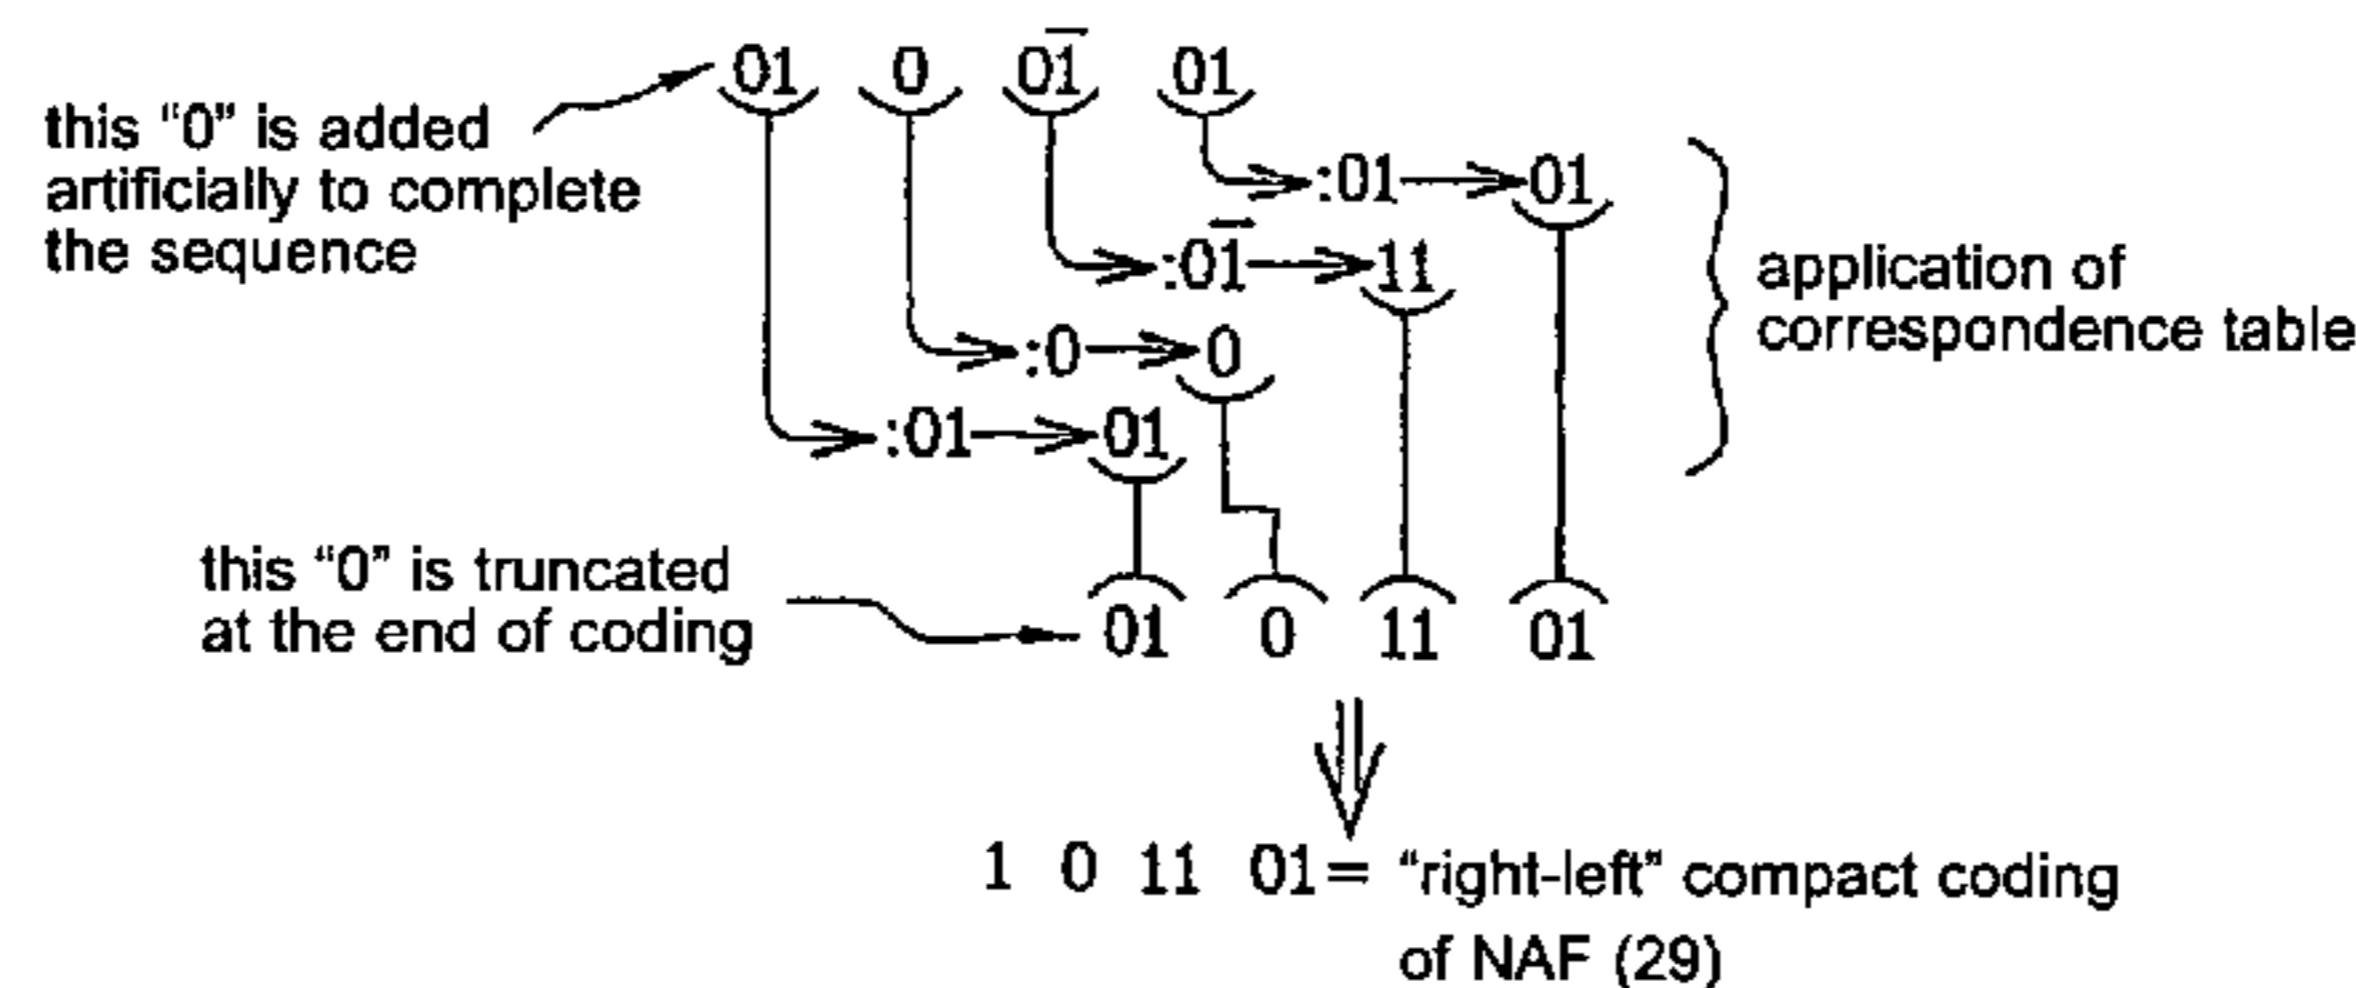 01 0 01̅ 01
this "0" is added
artificially to complete
the sequence
:01 01
:01̅ 11
:0 0
:01 01
application of
correspondence table
this "0" is truncated
at the end of coding
01 0 11 01
1 0 11 01= "right-left" compact coding
of NAF (29)